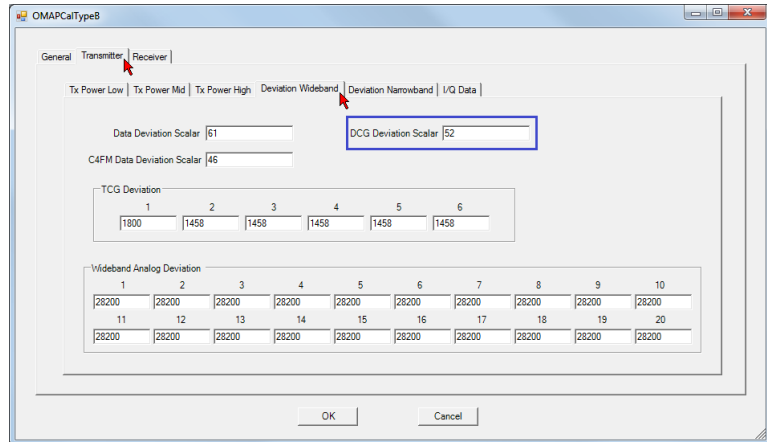 OMAPCalTypeB
General Transmitter Receiver
Tx Power Low Tx Power Mid Tx Power High Deviation Wideband Deviation Narrowband I/Q Data
Data Deviation Scalar 61 DCG Deviation Scalar 52
C4FM Data Deviation Scalar 46
TCG Deviation
1 2 3 4 5 6
1800 1458 1458 1458 1458 1458
Wideband Analog Deviation
1 2 3 4 5 6 7 8 9 10
28200 28200 28200 28200 28200 28200 28200 28200 28200 28200
11 12 13 14 15 16 17 18 19 20
28200 28200 28200 28200 28200 28200 28200 28200 28200 28200
OK Cancel